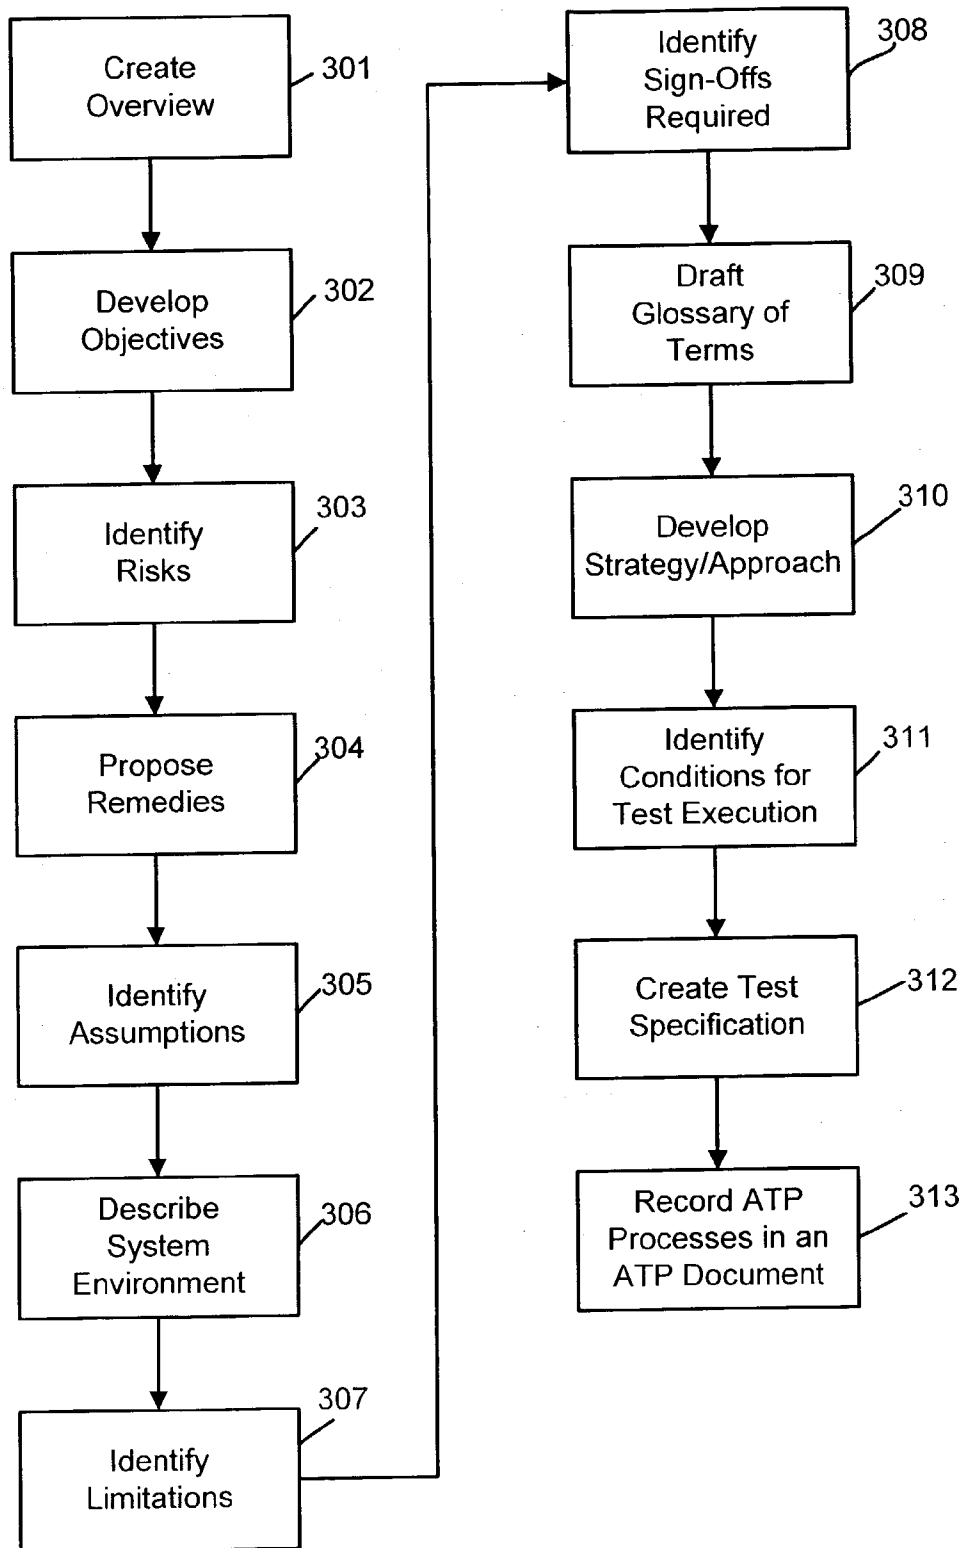 Create
Overview
301
Develop
Objectives
302
Identify
Risks
303
Propose
Remedies
304
Identify
Assumptions
305
Describe
System
Environment
306
Identify
Limitations
307
Identify
Sign-Offs
Required
308
Draft
Glossary of
Terms
309
Develop
Strategy/Approach
310
Identify
Conditions for
Test Execution
311
Create Test
Specification
312
Record ATP
Processes in an
ATP Document
313